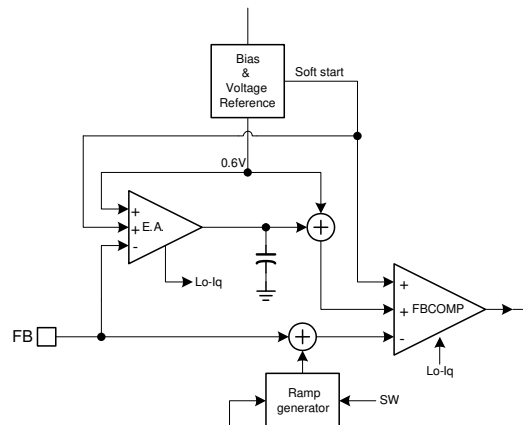 Bias
&
Voltage
Reference
Soft start
0.6V
+
+ E.A.
-
+
Lo-Iq
+
+ FBCOMP
-
FB
+
Lo-Iq
Ramp
generator
SW